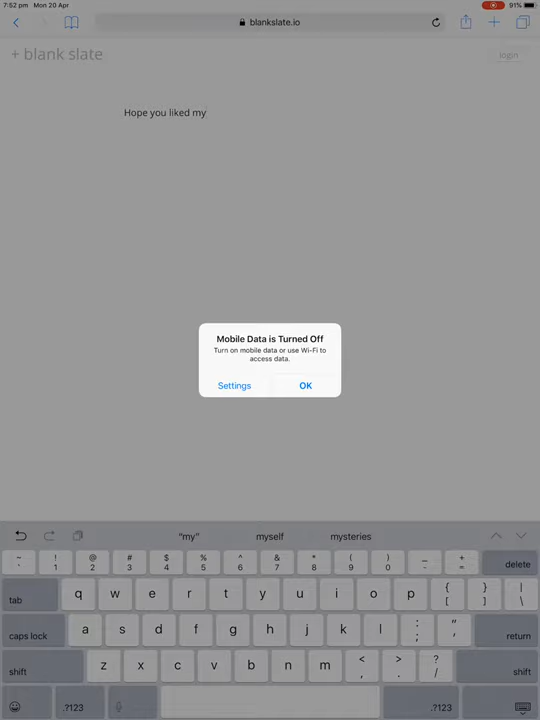 7:52 pm Mon 20 Apr
91%
blankslate.io
+ blank slate
login
Hope you liked my
Mobile Data is Turned Off
Turn on mobile data or use Wi-Fi to
access data.
Settings OK
"my" myself mysteries
~ ! @ # $ % ^ & * ( ) _ +
` 1 2 3 4 5 6 7 8 9 0 - = delete
tab q w e r t y u i o p { [ } ] | \
caps lock a s d f g h j k l : ; " ' return
shift z x c v b n m < , > . ? / shift
.?123 .?123